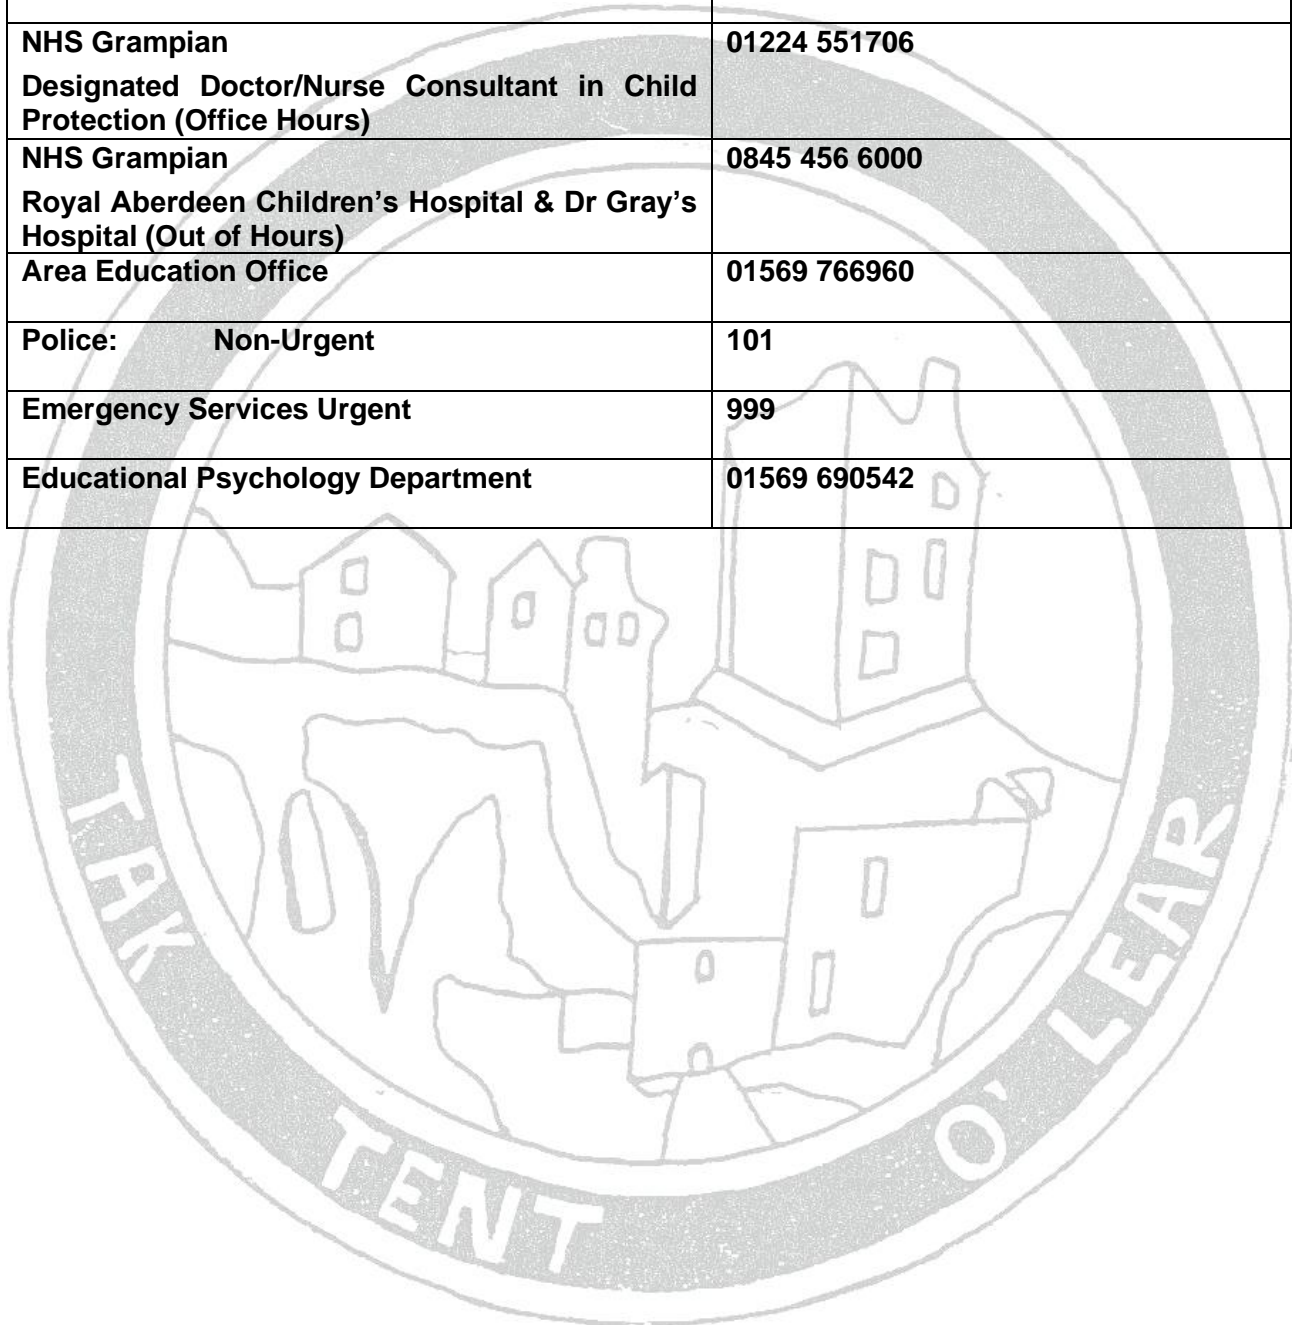 NHS Grampian 01224 551706
Designated Doctor/Nurse Consultant in Child
Protection (Office Hours)
NHS Grampian 0845 456 6000
Royal Aberdeen Children’s Hospital & Dr Gray’s
Hospital (Out of Hours)
Area Education Office 01569 766960
Police: Non-Urgent 101
Emergency Services Urgent 999
Educational Psychology Department 01569 690542
TAK TENT O' LEAR